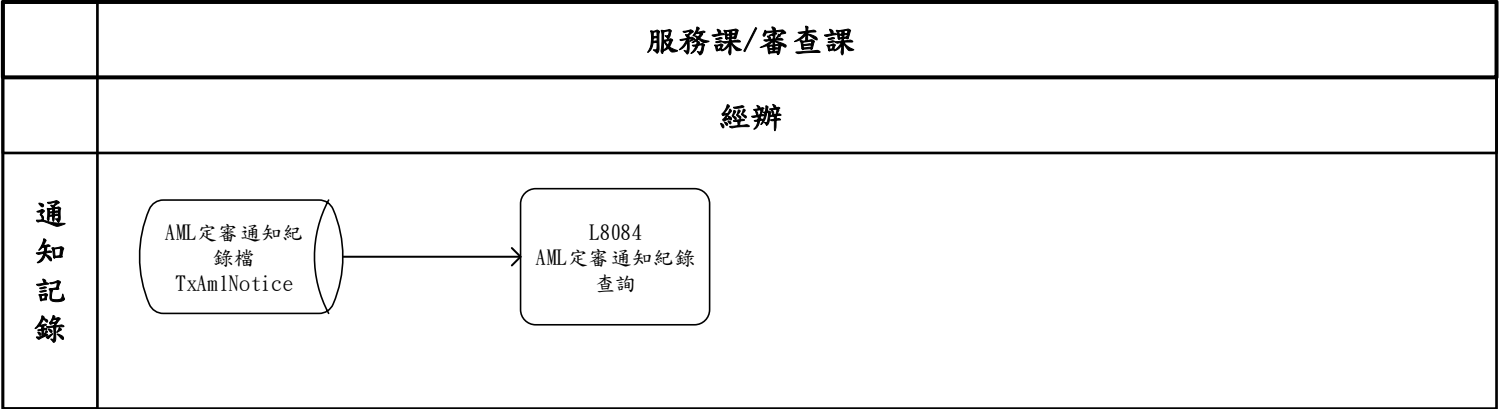 服務課/審查課
經辦
通
知
記
錄
AML定審通知紀
錄檔
TxAmlNotice
L8084
AML定審通知紀錄
查詢